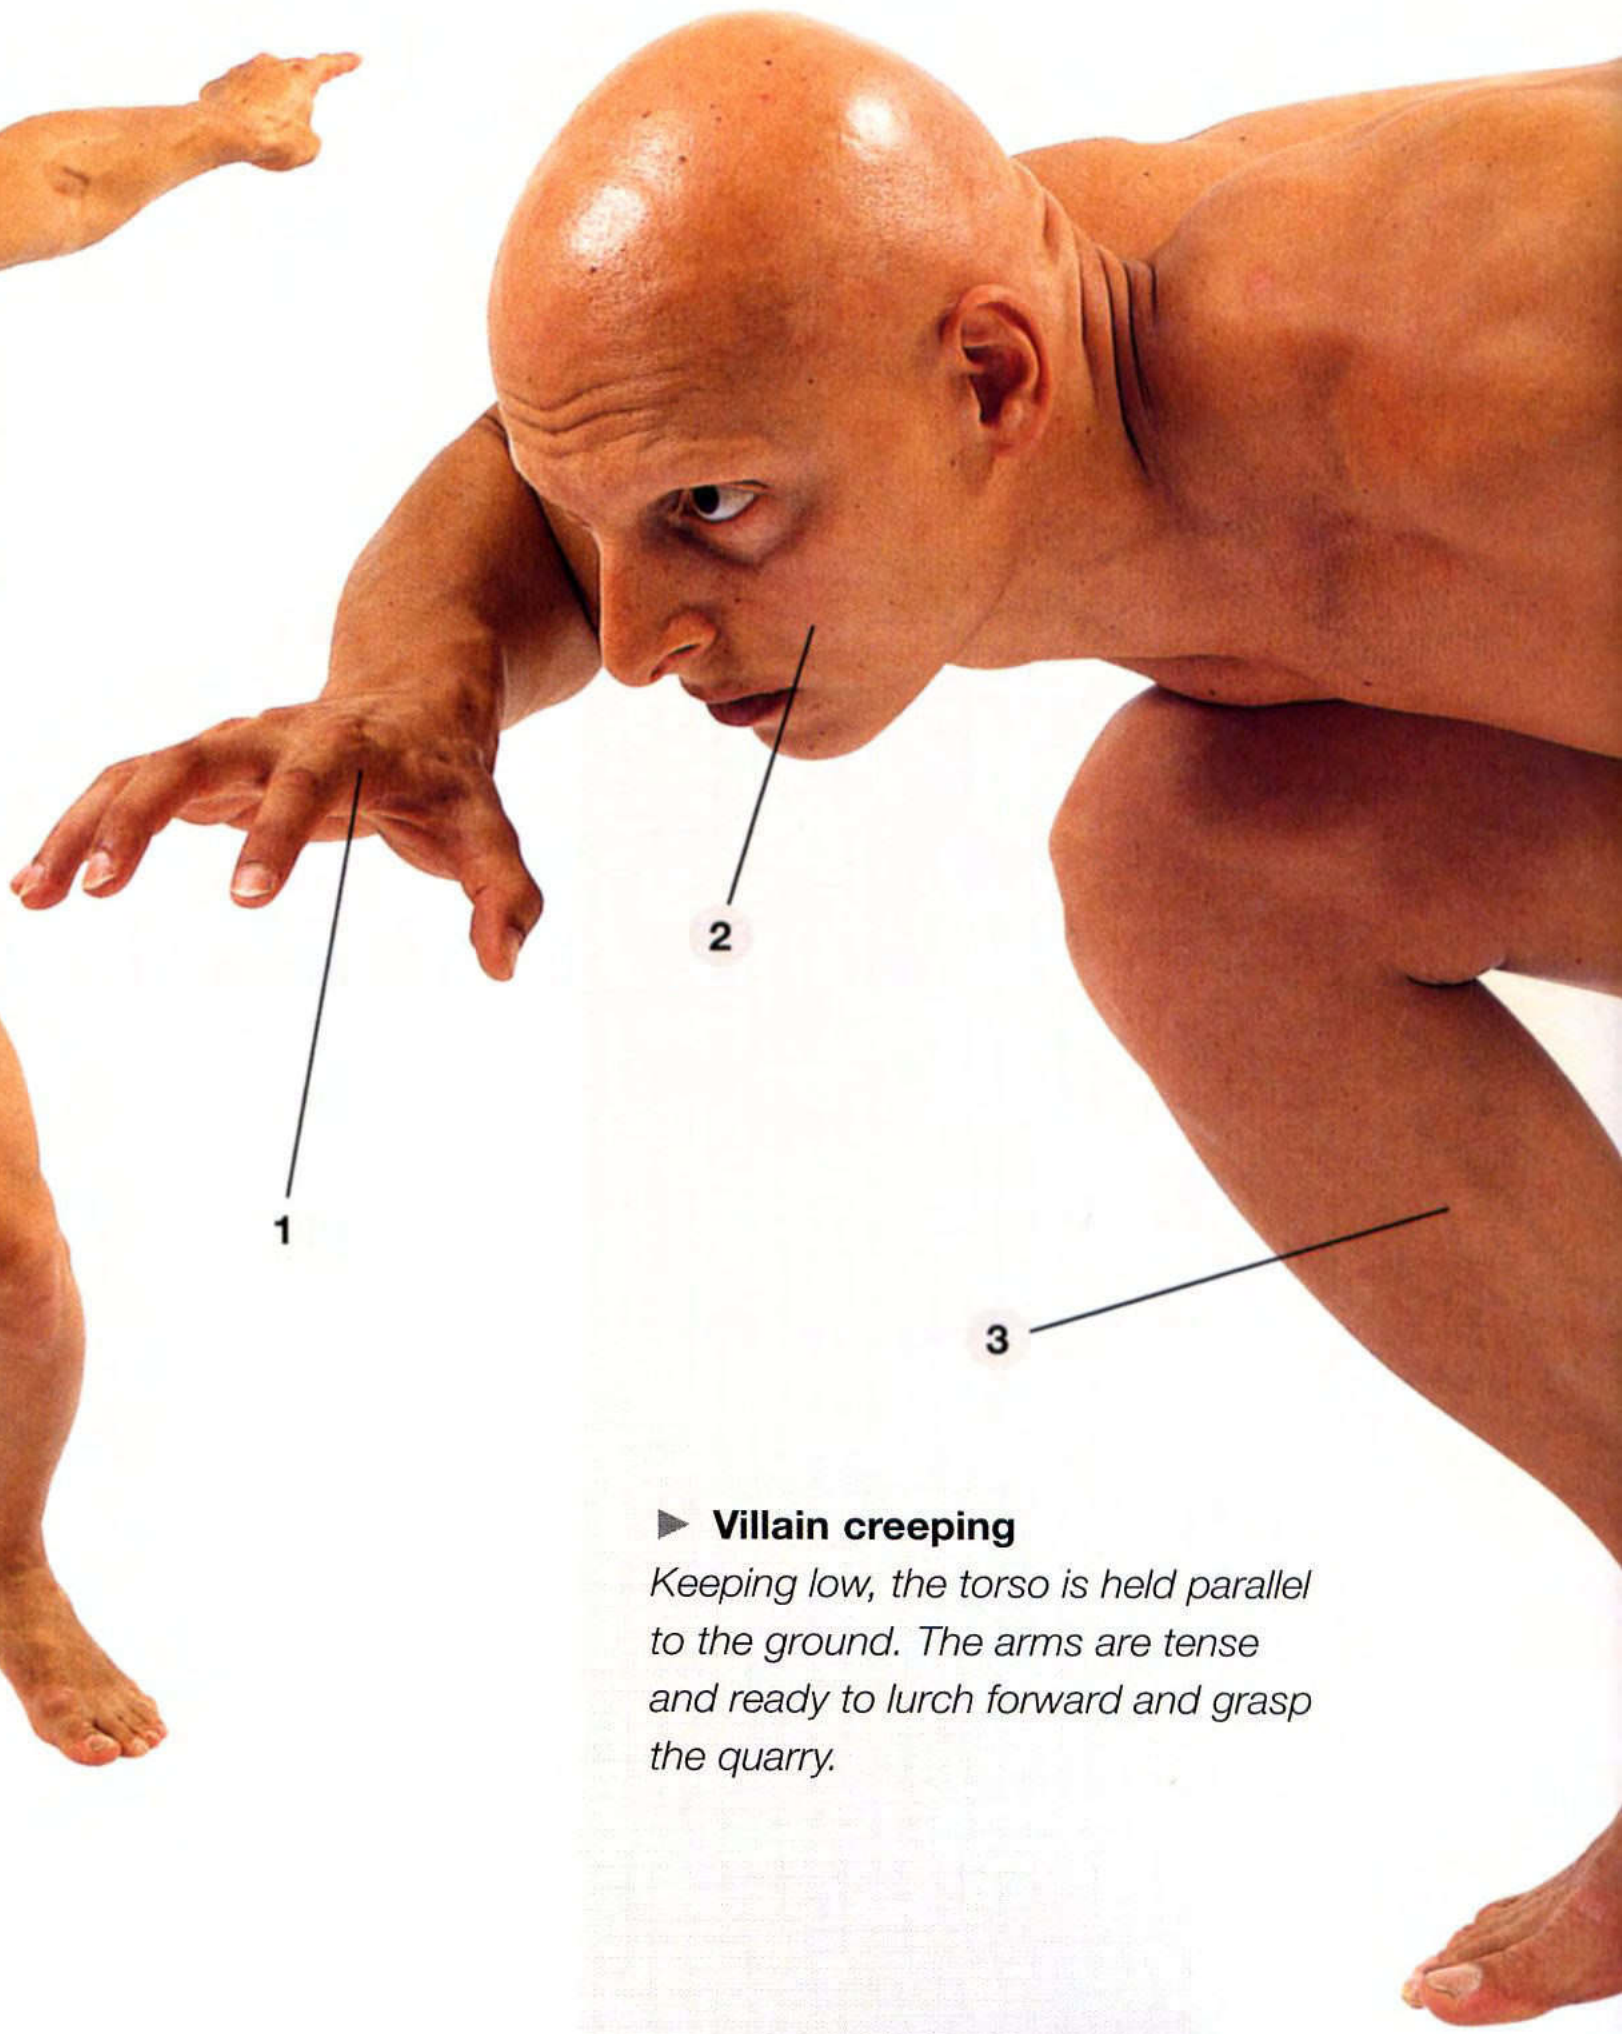 2
1
3
▶ Villain creeping
Keeping low, the torso is held parallel
to the ground. The arms are tense
and ready to lurch forward and grasp
the quarry.